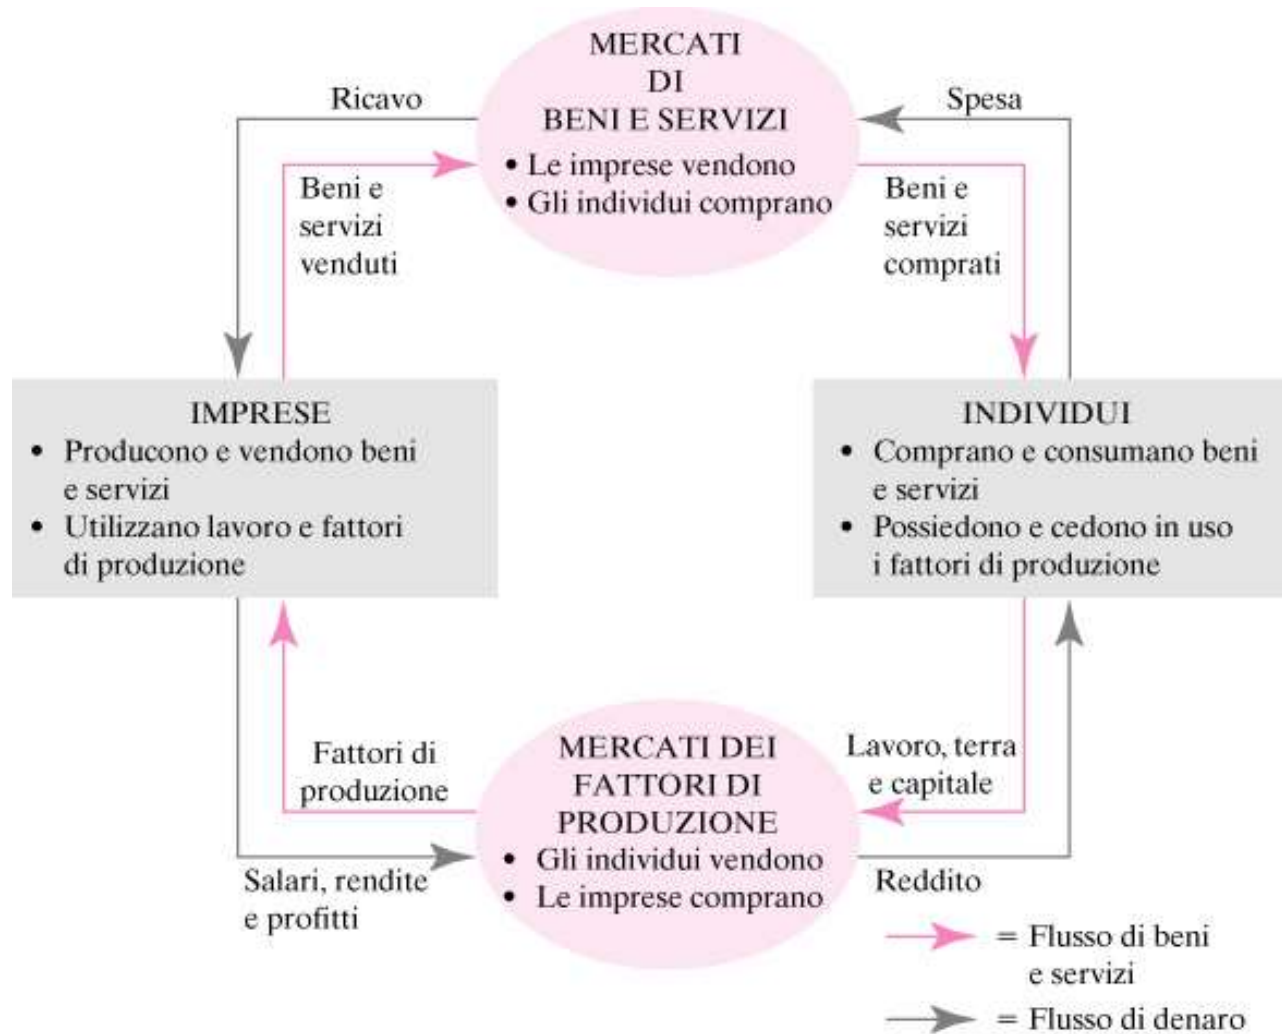 MERCATI
DI
BENI E SERVIZI
• Le imprese vendono
• Gli individui comprano
Ricavo
Spesa
Beni e
servizi
venduti
Beni e
servizi
comprati
IMPRESE
• Producono e vendono beni
e servizi
• Utilizzano lavoro e fattori
di produzione
INDIVIDUI
• Comprano e consumano beni
e servizi
• Possiedono e cedono in uso
i fattori di produzione
Fattori di
produzione
MERCATI DEI
FATTORI DI
PRODUZIONE
• Gli individui vendono
• Le imprese comprano
Lavoro, terra
e capitale
Salari, rendite
e profitti
Reddito
= Flusso di beni
e servizi
= Flusso di denaro